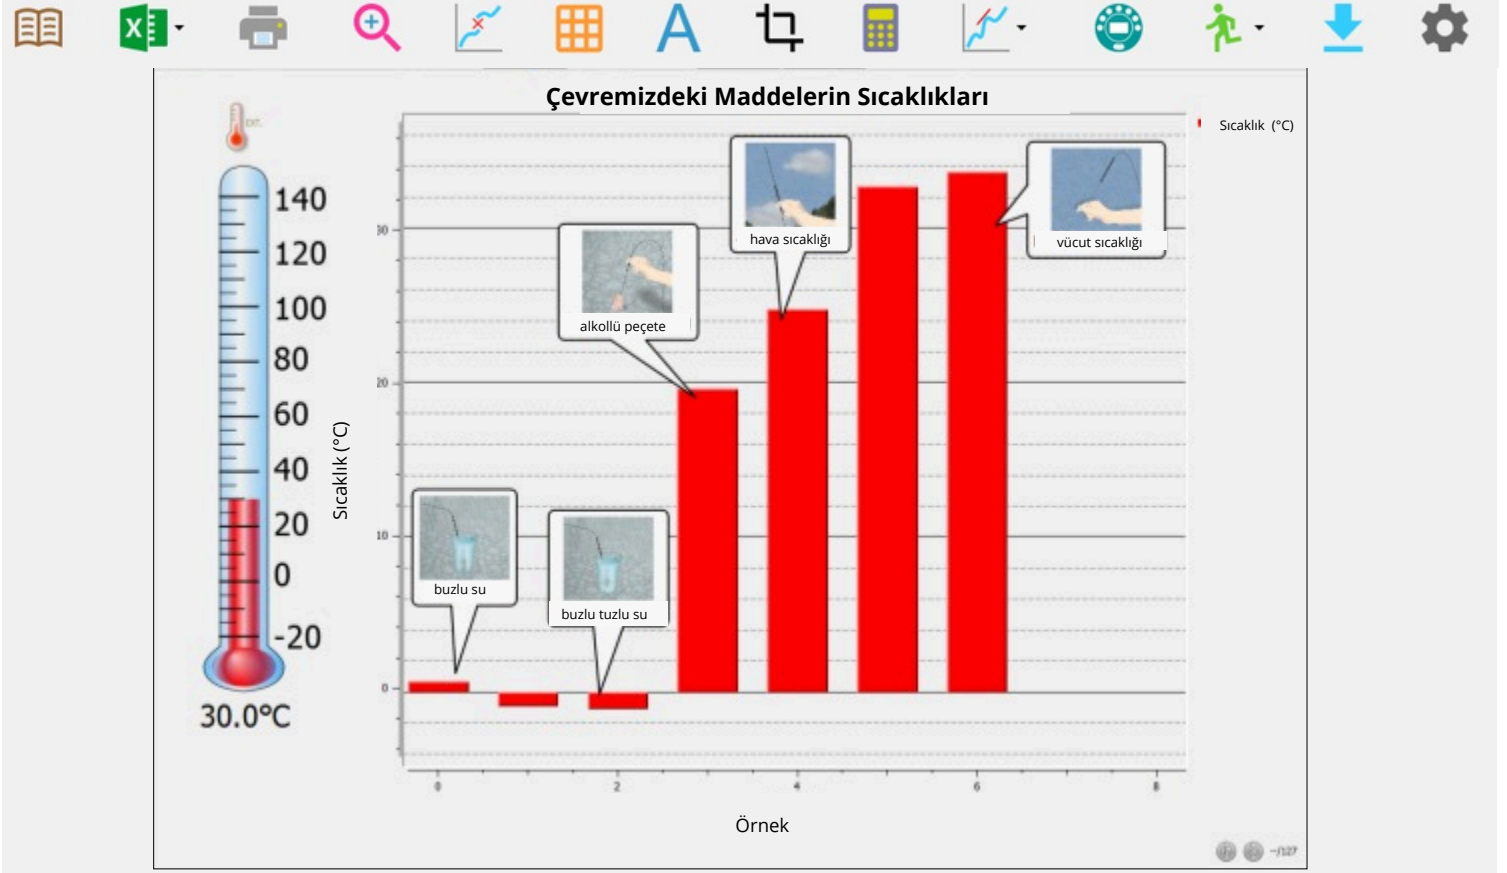 Çevremizdeki Maddelerin Sıcaklıkları
EXT.
Sıcaklık (°C)
140
120
100
80
60
40
20
0
-20
30.0°C
Sıcaklık (°C)
30
20
10
0
hava sıcaklığı
vücut sıcaklığı
alkollü peçete
buzlu su
buzlu tuzlu su
0
2
4
6
8
Örnek